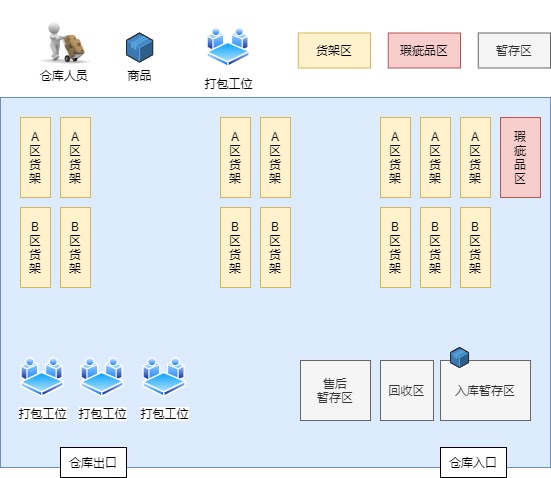 仓库人员
商品
打包工位
货架区
瑕疵品区
暂存区
A区货架
A区货架
A区货架
A区货架
A区货架
A区货架
A区货架
瑕疵品区
B区货架
B区货架
B区货架
B区货架
B区货架
B区货架
B区货架
打包工位
打包工位
打包工位
售后
暂存区
回收区
入库暂存区
仓库出口
仓库入口